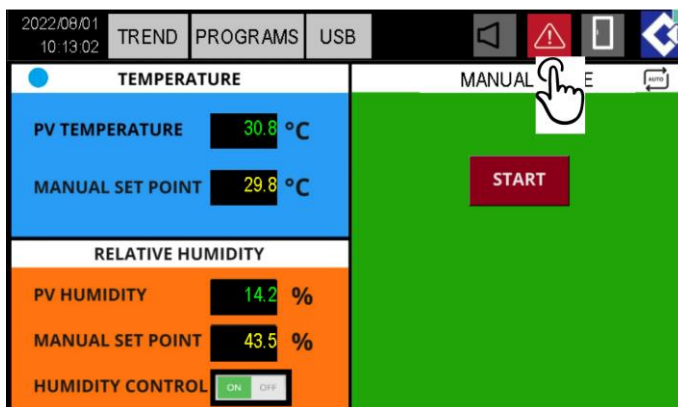 2022/08/01
10:13:02
TREND
PROGRAMS
USB
TEMPERATURE
PV TEMPERATURE 30.8 °C
MANUAL SET POINT 29.8 °C
RELATIVE HUMIDITY
PV HUMIDITY 14.2 %
MANUAL SET POINT 43.5 %
HUMIDITY CONTROL ON OFF
MANUAL
AUTO
START